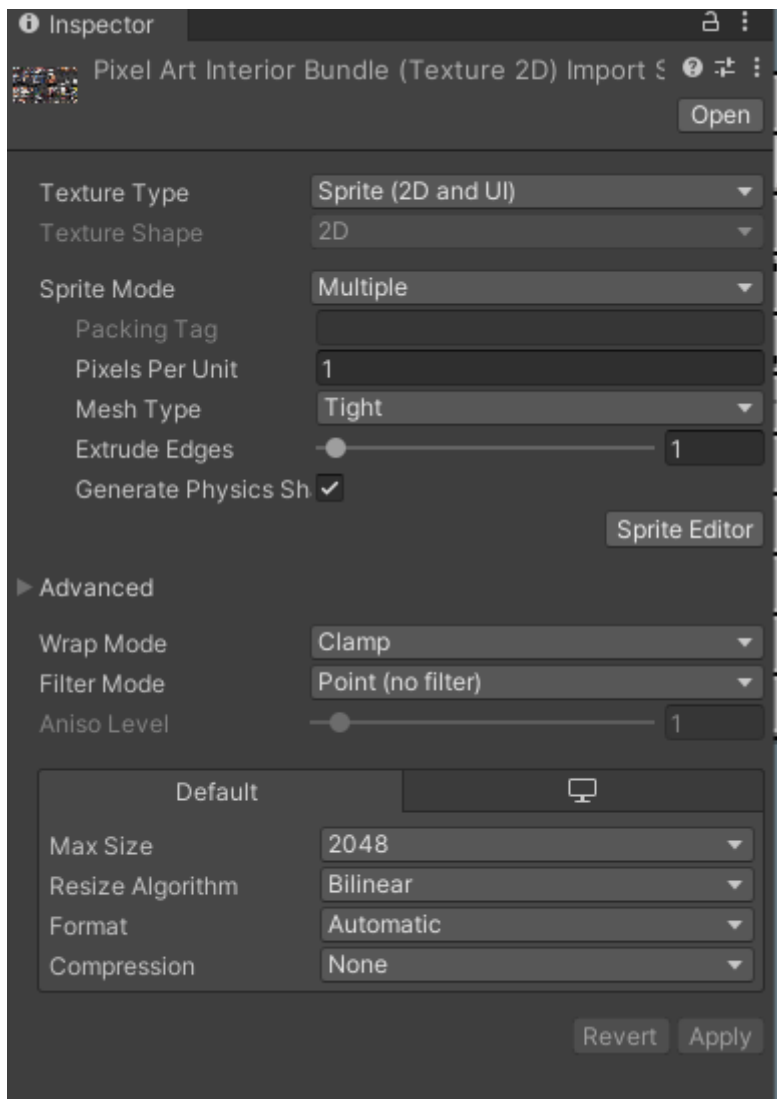 Inspector
Pixel Art Interior Bundle (Texture 2D) Import S
Open
Texture Type Sprite (2D and UI)
Texture Shape 2D
Sprite Mode Multiple
Packing Tag
Pixels Per Unit 1
Mesh Type Tight
Extrude Edges 1
Generate Physics Sh
Sprite Editor
Advanced
Wrap Mode Clamp
Filter Mode Point (no filter)
Aniso Level 1
Default
Max Size 2048
Resize Algorithm Bilinear
Format Automatic
Compression None
Revert Apply